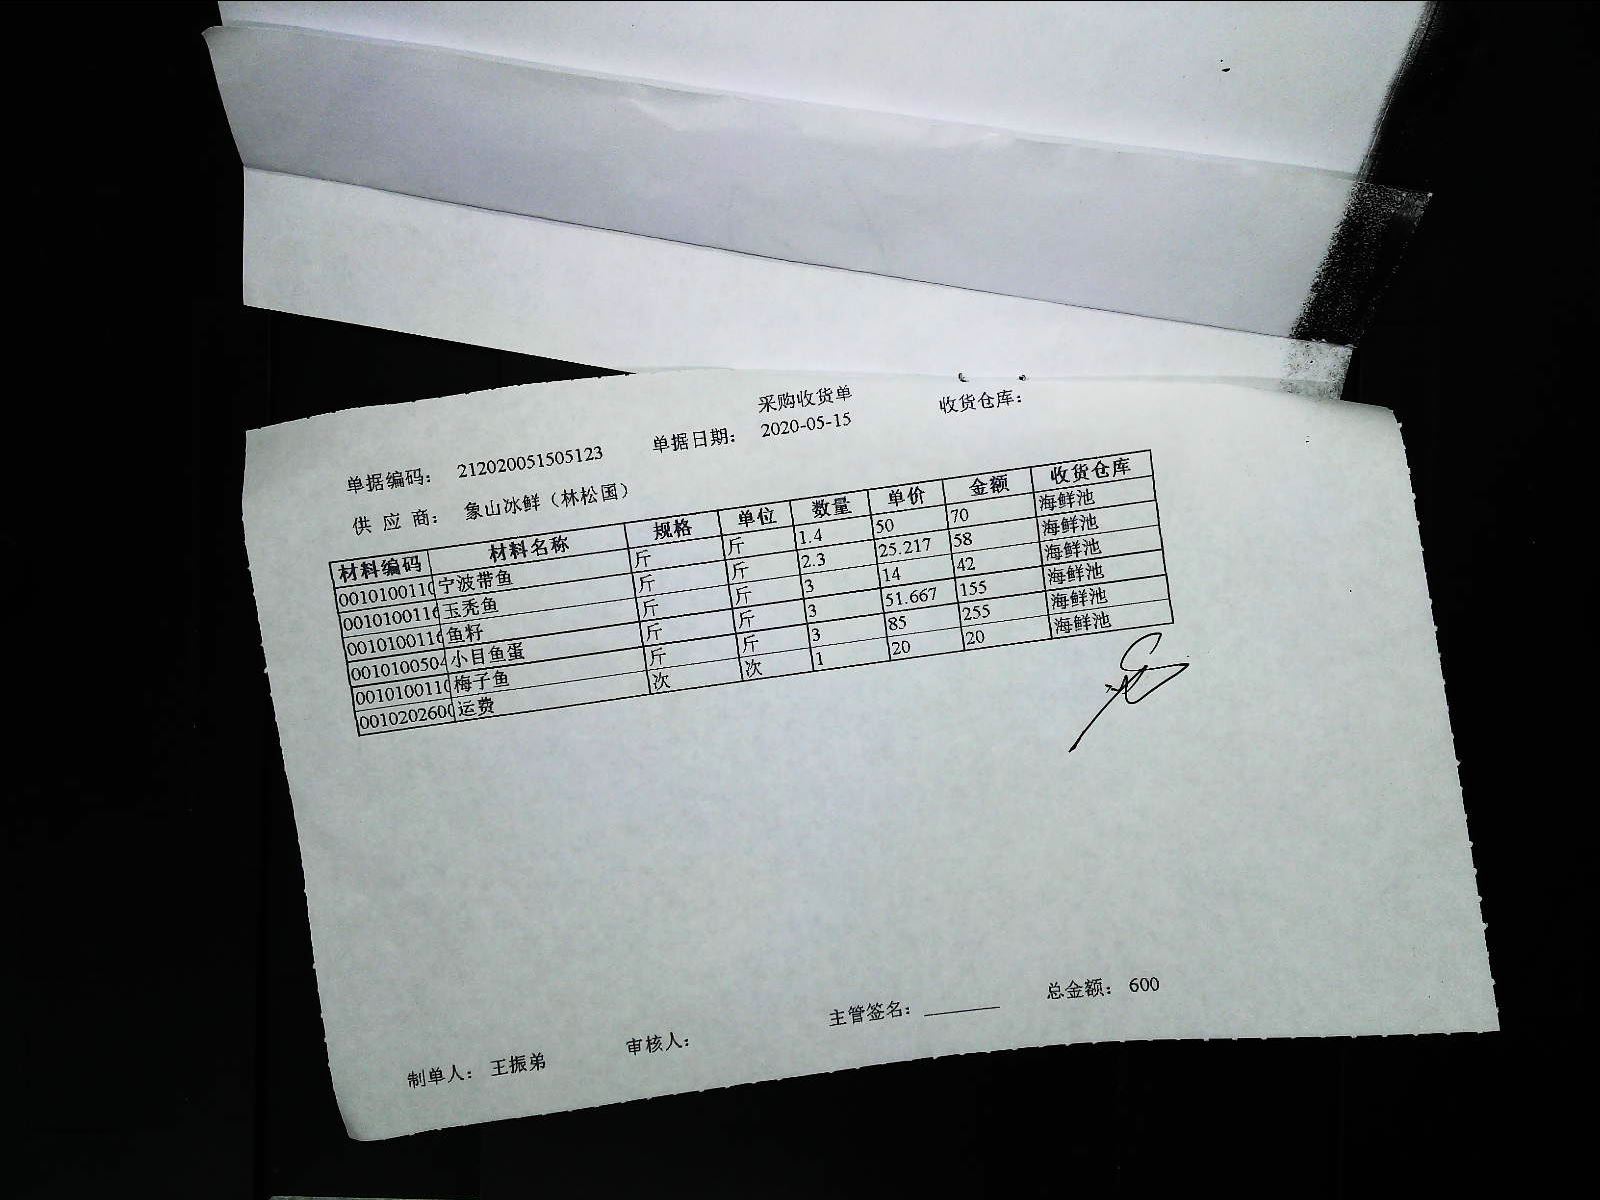 采购收货单
单据编码： 212020051505123 单据日期： 2020-05-15 收货仓库：
供 应 商： 象山冰鲜（林松国）
材料编码 材料名称 规格 单位 数量 单价 金额 收货仓库
0010100110 宁波带鱼 斤 斤 1.4 50 70 海鲜池
0010100116 玉秃鱼 斤 斤 2.3 25.217 58 海鲜池
0010100116 鱼籽 斤 斤 3 14 42 海鲜池
0010100504 小目鱼蛋 斤 斤 3 51.667 155 海鲜池
0010100110 梅子鱼 斤 斤 3 85 255 海鲜池
0010202600 运费 次 次 1 20 20 海鲜池
制单人： 王振弟 审核人： 主管签名： 总金额： 600